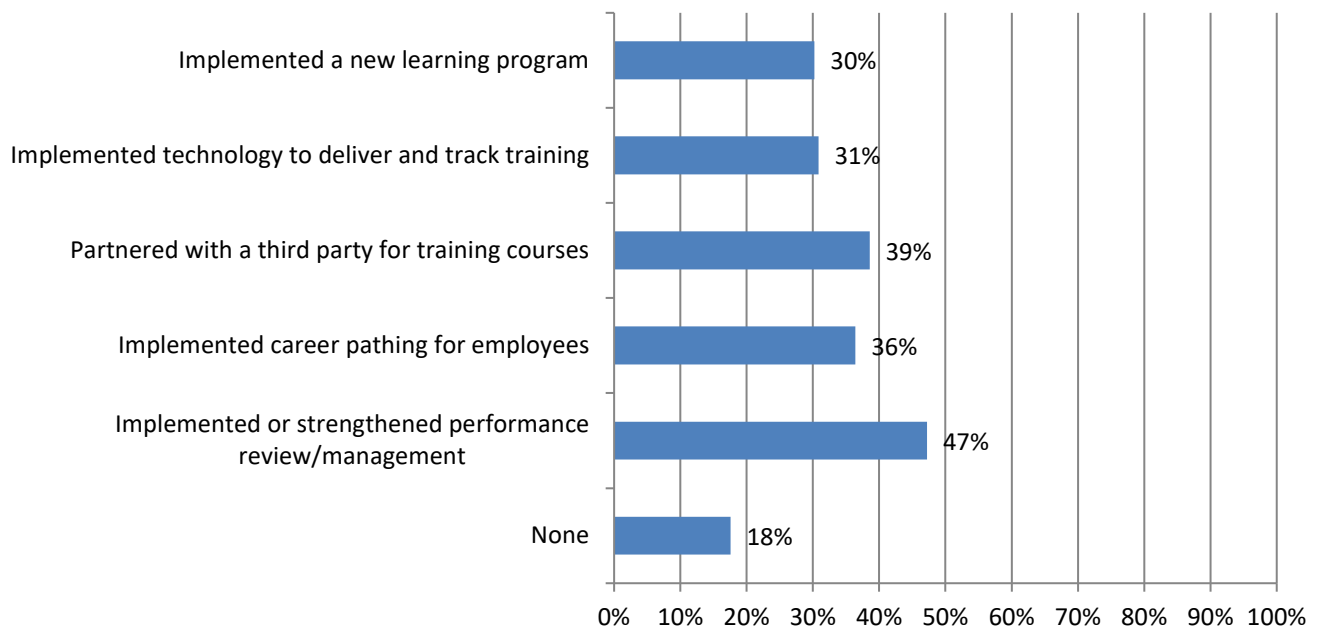 Implemented a new learning program
30%
Implemented technology to deliver and track training
31%
Partnered with a third party for training courses
39%
Implemented career pathing for employees
36%
Implemented or strengthened performance
review/management
47%
None
18%
0% 10% 20% 30% 40% 50% 60% 70% 80% 90% 100%